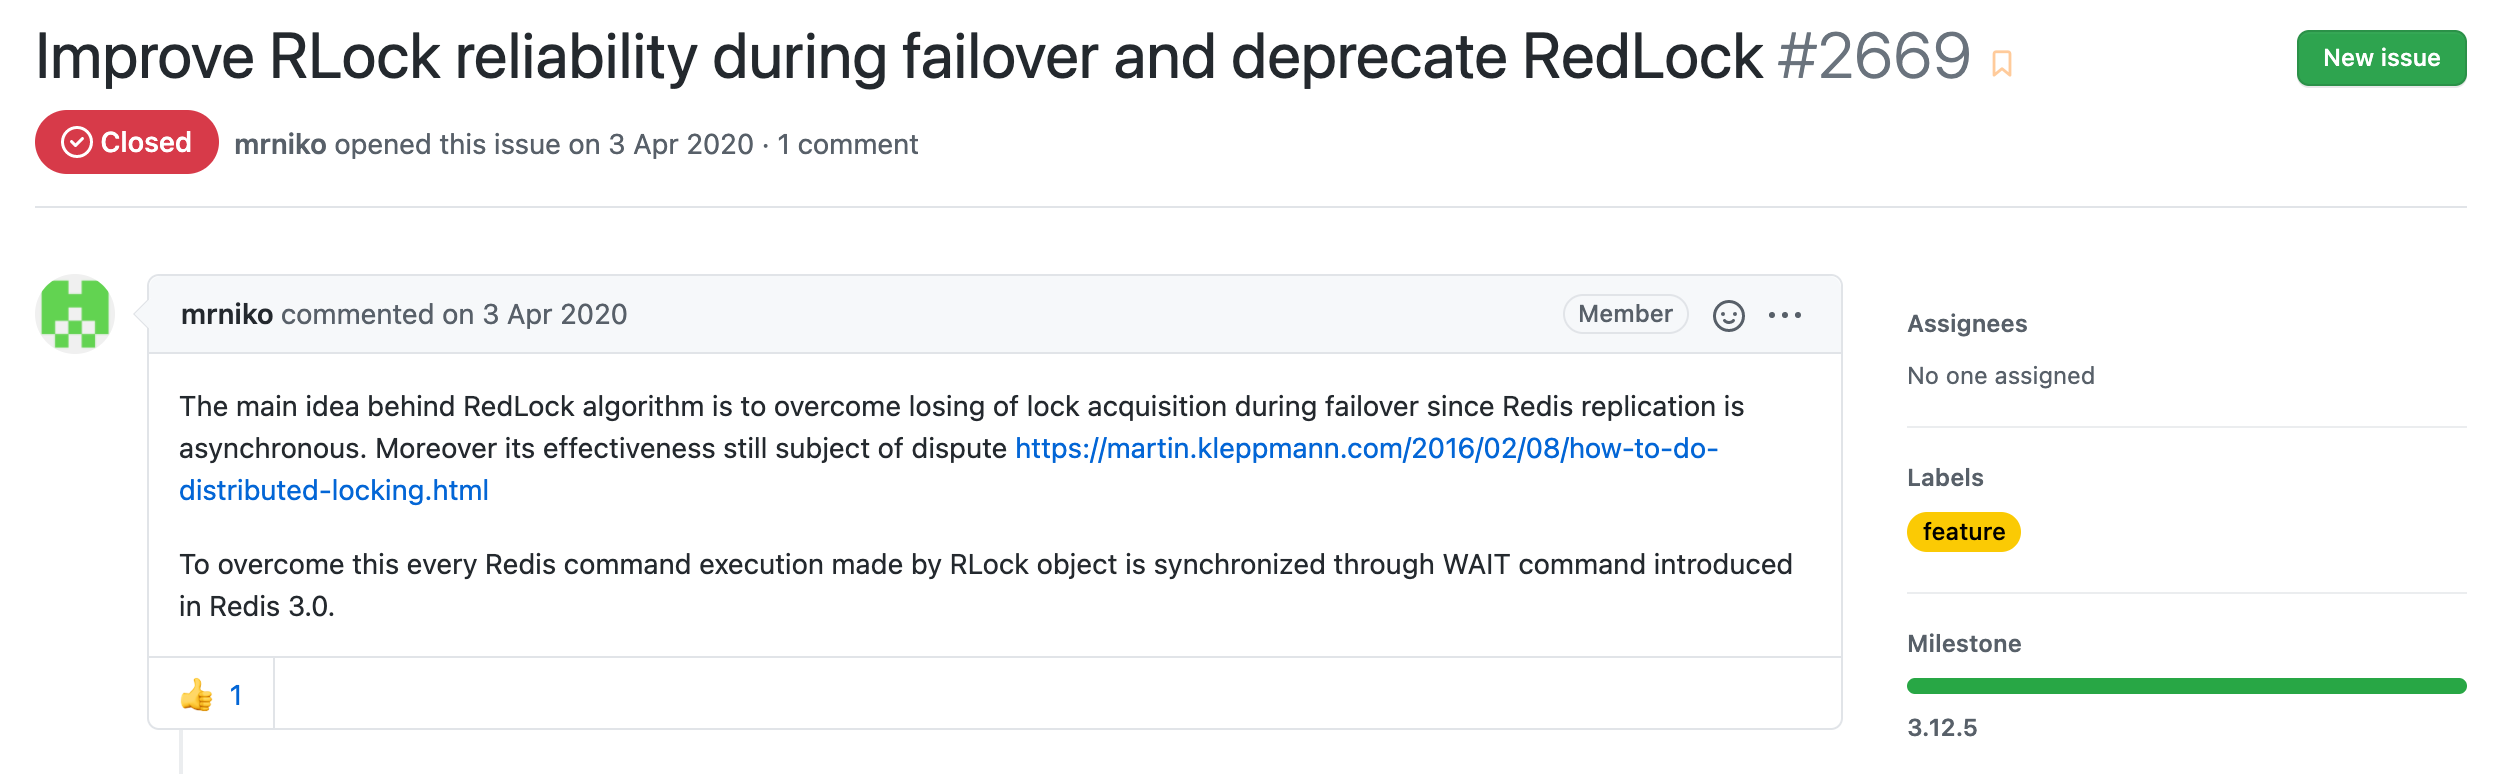 Improve RLock reliability during failover and deprecate RedLock #2669
New issue
Closed
mrniko opened this issue on 3 Apr 2020 · 1 comment
mrniko commented on 3 Apr 2020
Member
The main idea behind RedLock algorithm is to overcome losing of lock acquisition during failover since Redis replication is
asynchronous. Moreover its effectiveness still subject of dispute https://martin.kleppmann.com/2016/02/08/how-to-do-
distributed-locking.html
To overcome this every Redis command execution made by RLock object is synchronized through WAIT command introduced
in Redis 3.0.
👍 1
Assignees
No one assigned
Labels
feature
Milestone
3.12.5